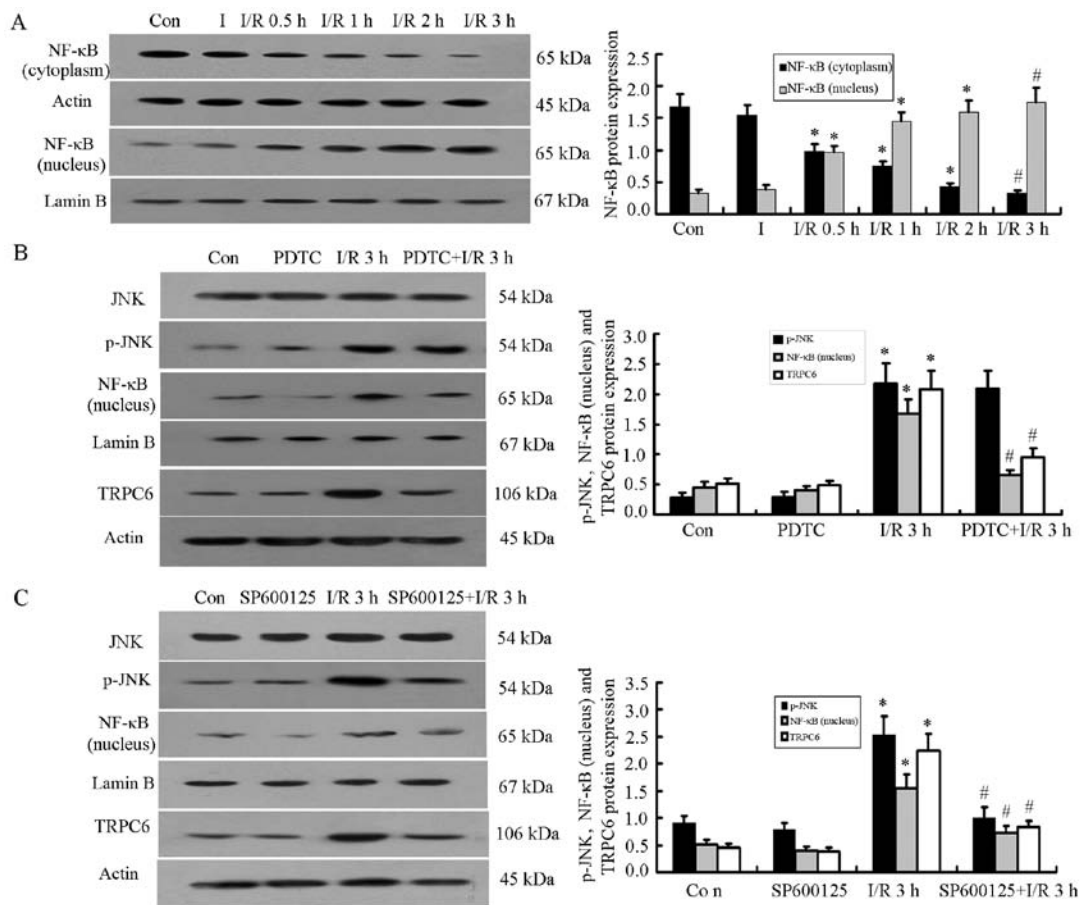 A
Con I I/R 0.5 h I/R 1 h I/R 2 h I/R 3 h
NF-κB
(cytoplasm)
65 kDa
Actin
45 kDa
NF-κB
(nucleus)
65 kDa
Lamin B
67 kDa
NF-κB protein expression
2.5
2.0
1.5
1.0
0.5
0.0
NF-κB (cytoplasm)
NF-κB (nucleus)
* * * * * * # #
Con I I/R 0.5 h I/R 1 h I/R 2 h I/R 3 h
B
Con PDTC I/R 3 h PDTC+I/R 3 h
JNK
54 kDa
p-JNK
54 kDa
NF-κB
(nucleus)
65 kDa
Lamin B
67 kDa
TRPC6
106 kDa
Actin
45 kDa
p-JNK, NF-κB (nucleus) and
TRPC6 protein expression
3.0
2.5
2.0
1.5
1.0
0.5
0.0
p-JNK
NF-κB (nucleus)
TRPC6
* * * # #
Con PDTC I/R 3 h PDTC+I/R 3 h
C
Con SP600125 I/R 3 h SP600125+I/R 3 h
JNK
54 kDa
p-JNK
54 kDa
NF-κB
(nucleus)
65 kDa
Lamin B
67 kDa
TRPC6
106 kDa
Actin
45 kDa
p-JNK, NF-κB (nucleus) and
TRPC6 protein expression
3.5
3.0
2.5
2.0
1.5
1.0
0.5
0.0
p-JNK
NF-κB (nucleus)
TRPC6
* * * # # #
Co n SP600125 I/R 3 h SP600125+I/R 3 h